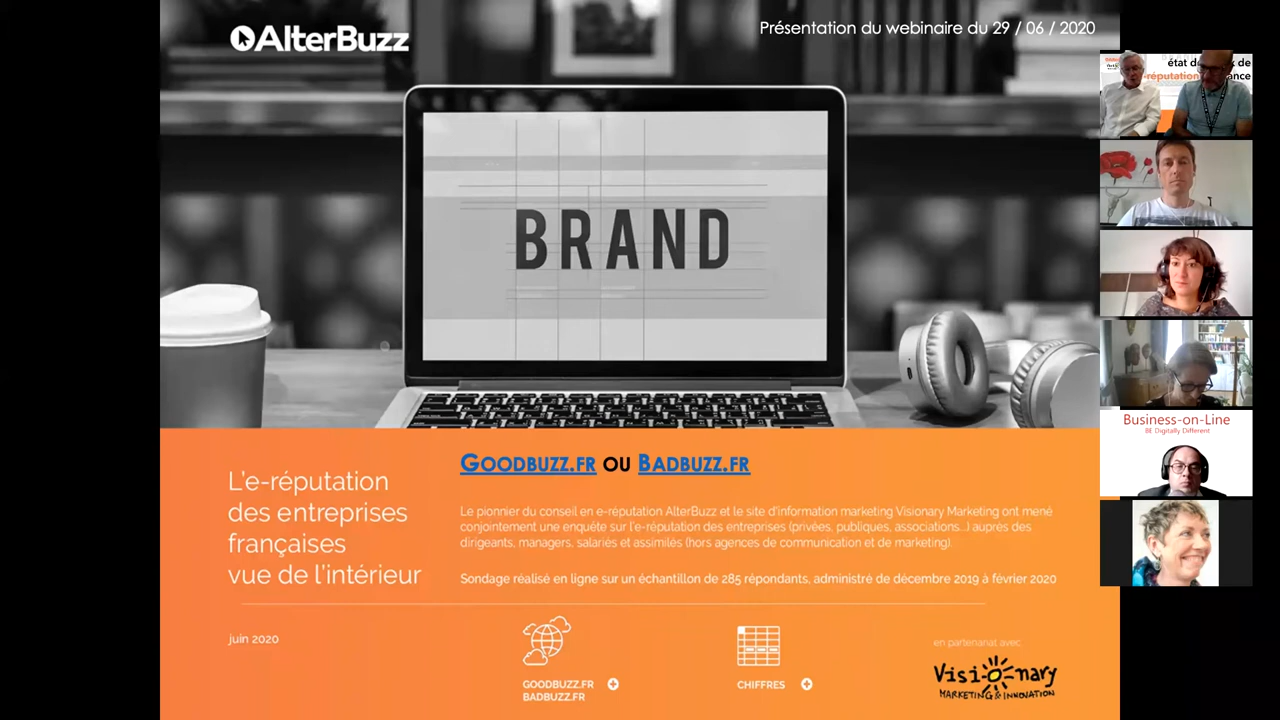 AlterBuzz
Présentation du webinaire du 29 / 06 / 2020
BRAND
état de
k de
-réputation
ance
Business-on-Line
BE Digitally Different
L'e-réputation
des entreprises
françaises
vue de l'intérieur
juin 2020
GOODBUZZ.FR OU BADBUZZ.FR
Le pionnier du conseil en e-réputation AlterBuzz et le site d'information marketing Visionary Marketing ont mené
conjointement une enquête sur l'e-réputation des entreprises (privées, publiques, associations...) auprès des
dirigeants, managers, salariés et assimilés (hors agences de communication et de marketing).
Sondage réalisé en ligne sur un échantillon de 285 répondants, administré de décembre 2019 à février 2020
GOODBUZZ.FR
BADBUZZ.FR
CHIFFRES
en partenariat avec
Visionary
MARKETING & INNOVATION